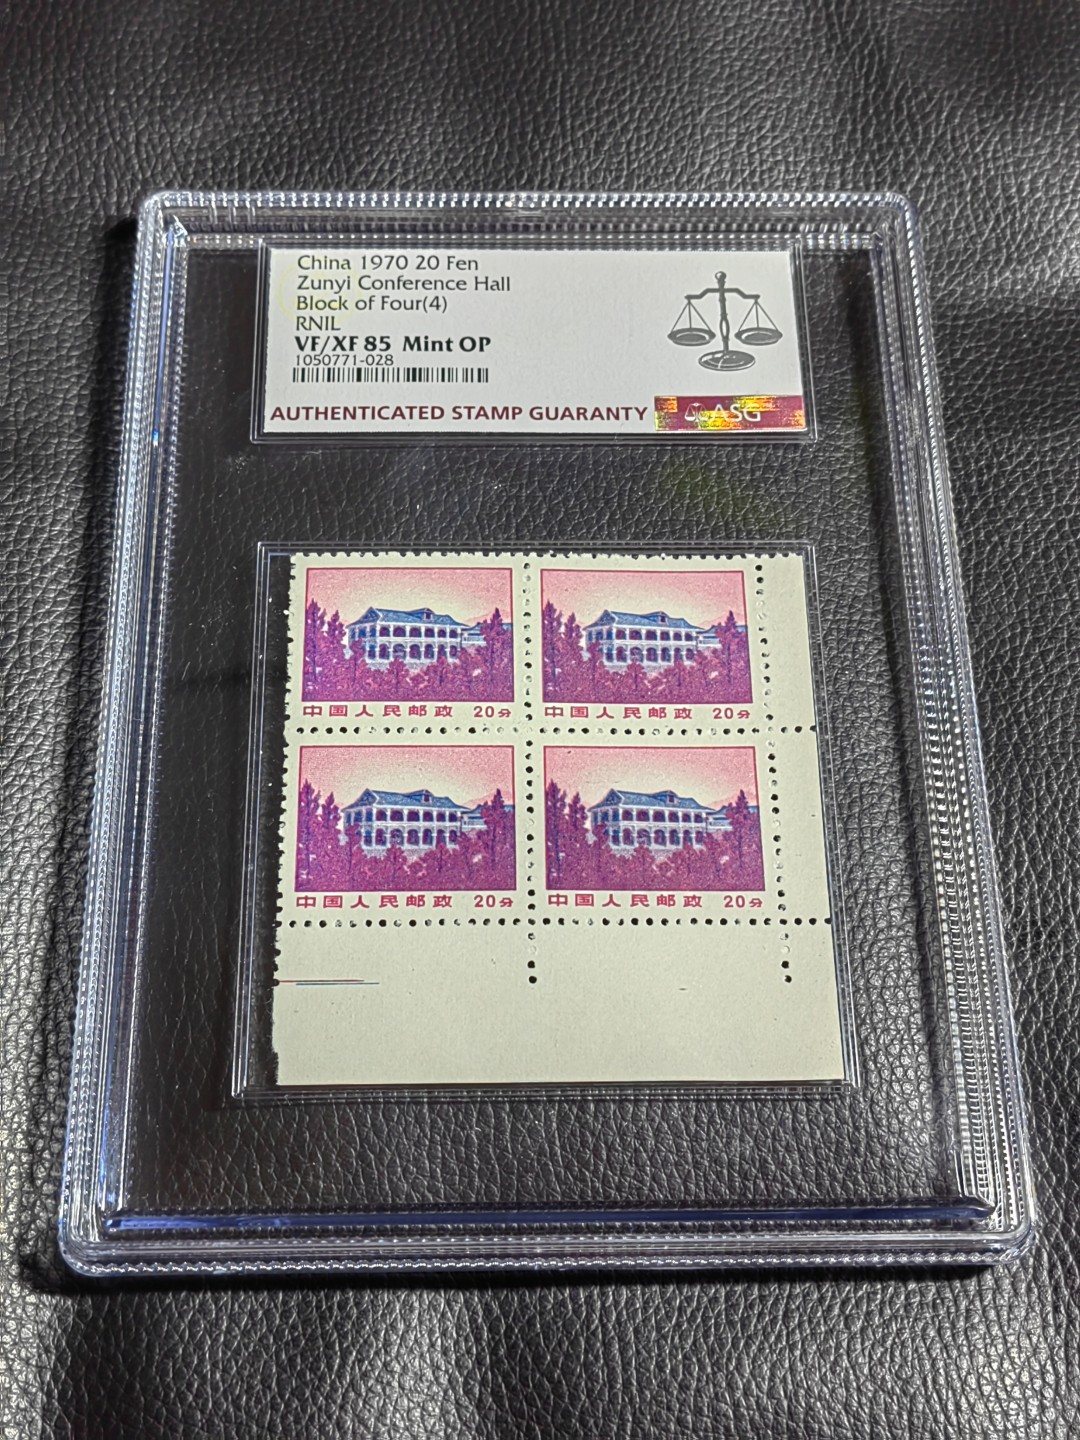 China 1970 20 Fen
Zunyi Conference Hall
Block of Four(4)
RNIL
VF/XF 85 Mint OP
1050771-028
AUTHENTICATED STAMP GUARANTY ASG
中国人民邮政 20分 中国人民邮政 20分
中国人民邮政 20分 中国人民邮政 20分